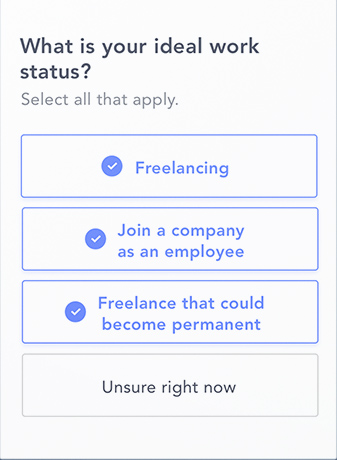 What is your ideal work
status?
Select all that apply.
Freelancing
Join a company
as an employee
Freelance that could
become permanent
Unsure right now